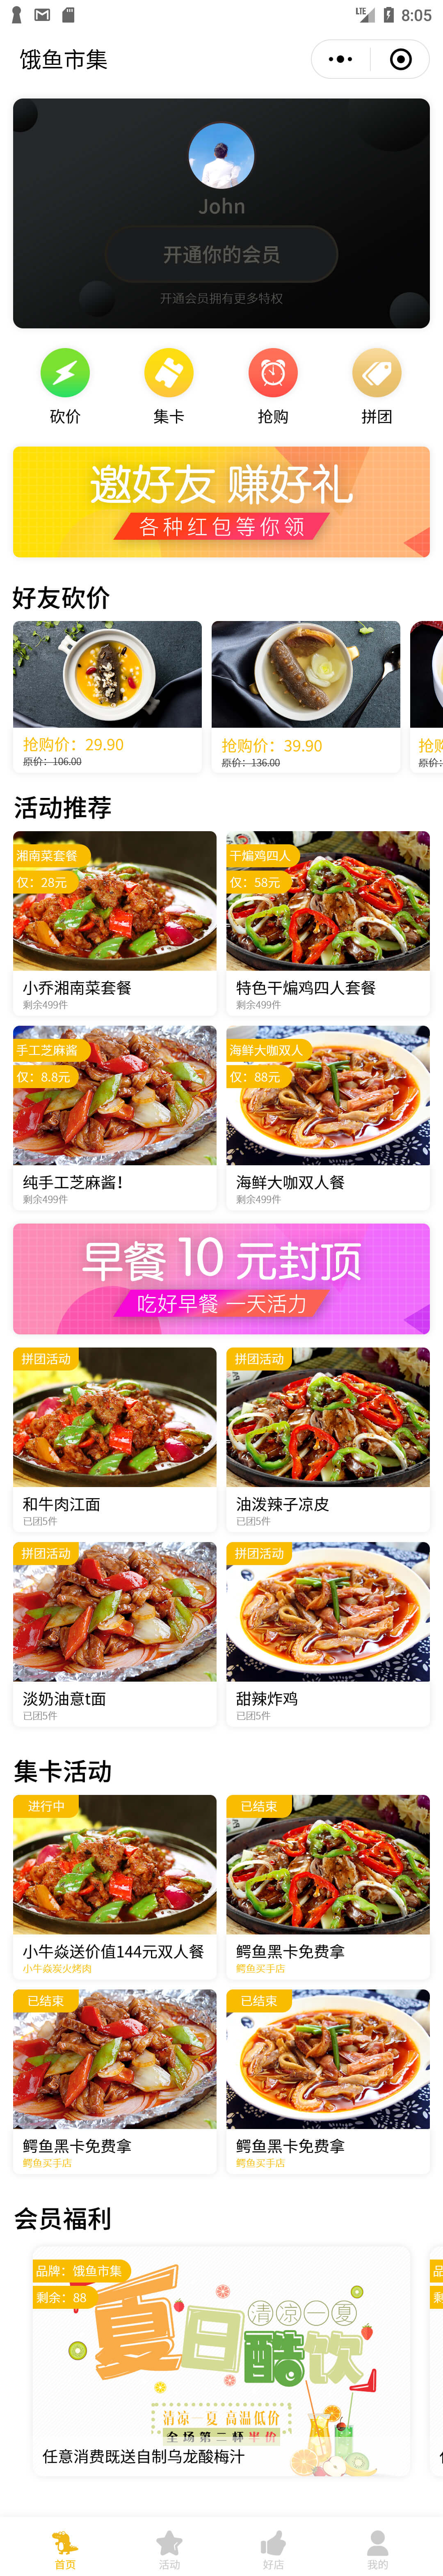 LTE
8:05
饿鱼市集
John
开通你的会员
开通会员拥有更多特权
砍价
集卡
抢购
拼团
邀好友 赚好礼
各种红包等你领
好友砍价
抢购价：29.90
原价：106.00
抢购价：39.90
原价：136.00
抢购
原价：
活动推荐
湘南菜套餐
仅：28元
小乔湘南菜套餐
剩余499件
干煸鸡四人
仅：58元
特色干煸鸡四人套餐
剩余499件
手工芝麻酱
仅：8.8元
纯手工芝麻酱！
剩余499件
海鲜大咖双人
仅：88元
海鲜大咖双人餐
剩余499件
早餐 10 元封顶
吃好早餐 一天活力
拼团活动
和牛肉江面
已团5件
拼团活动
油泼辣子凉皮
已团5件
拼团活动
淡奶油意t面
已团5件
拼团活动
甜辣炸鸡
已团5件
集卡活动
进行中
小牛焱送价值144元双人餐
小牛焱炭火烤肉
已结束
鳄鱼黑卡免费拿
鳄鱼买手店
已结束
鳄鱼黑卡免费拿
鳄鱼买手店
已结束
鳄鱼黑卡免费拿
鳄鱼买手店
会员福利
品牌：饿鱼市集
剩余：88
清凉一夏
夏日酷饮
清凉一夏 高温低价
全场第二杯半价
任意消费既送自制乌龙酸梅汁
首页
活动
好店
我的